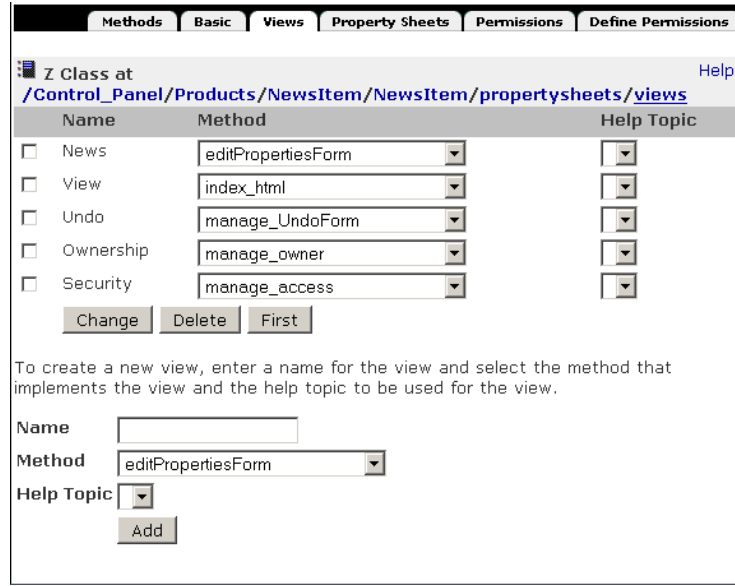 Methods Basic Views Property Sheets Permissions Define Permissions
Z Class at Help
/Control_Panel/Products/NewsItem/NewsItem/propertysheets/views
Name Method Help Topic
News editPropertiesForm
View index_html
Undo manage_UndoForm
Ownership manage_owner
Security manage_access
Change Delete First
To create a new view, enter a name for the view and select the method that
implements the view and the help topic to be used for the view.
Name
Method editPropertiesForm
Help Topic
Add